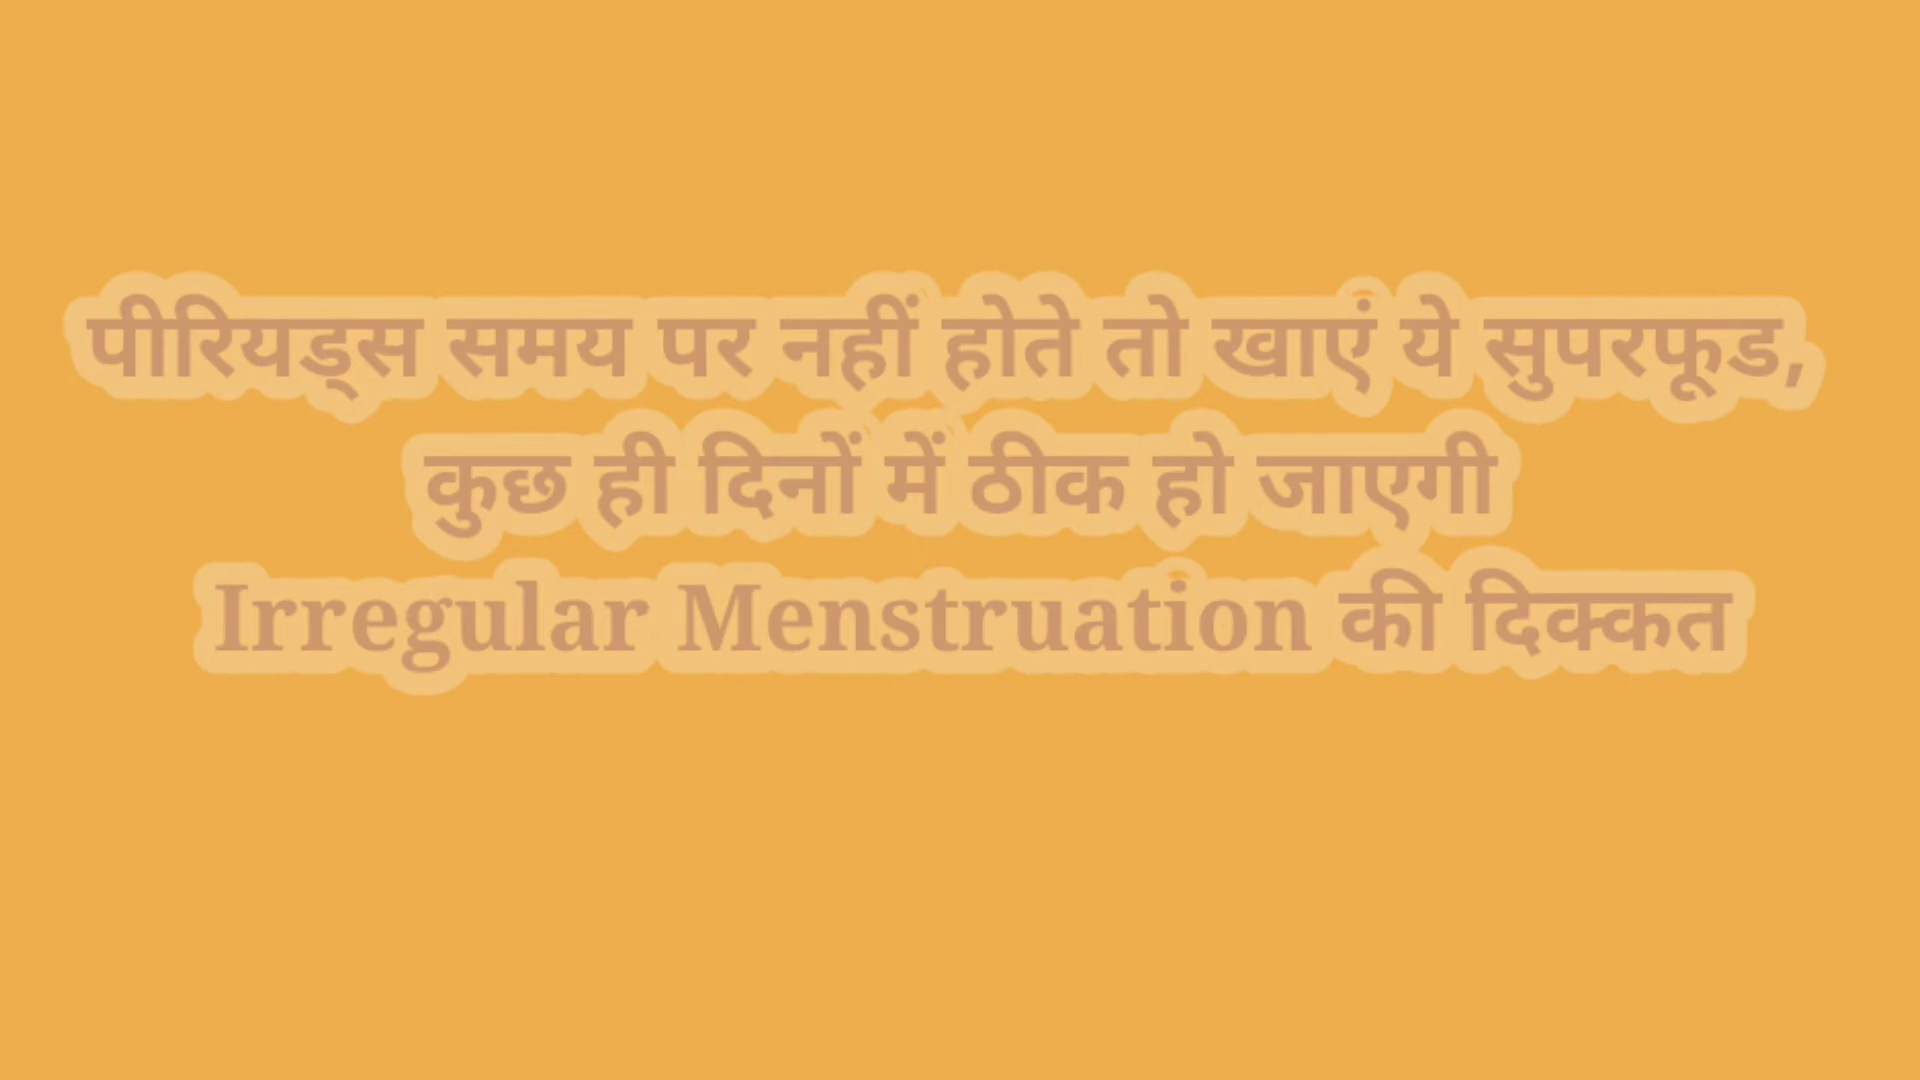 पीरियड्स समय पर नहीं होते तो खाएं ये सुपरफूड,
कुछ ही दिनों में ठीक हो जाएगी
Irregular Menstruation की दिक्कत